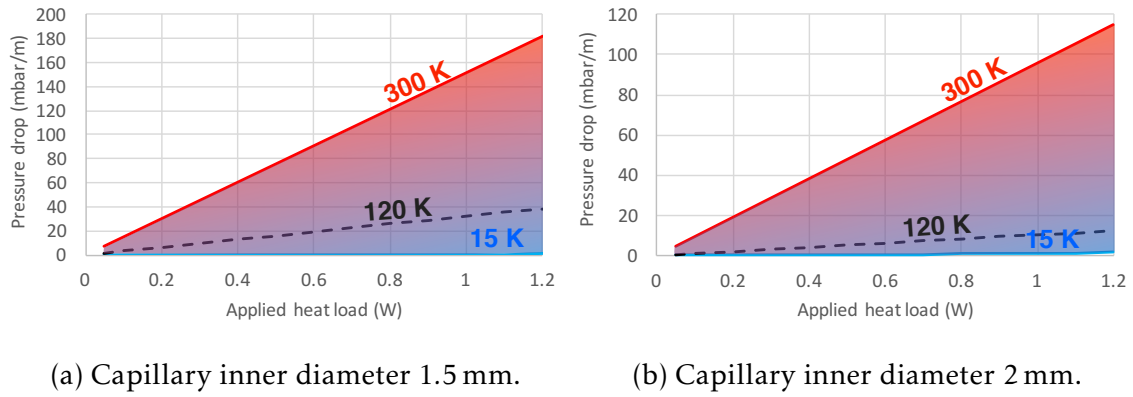 Pressure drop (mbar/m)
200
180
160
140
120
100
80
60
40
20
0
300 K
120 K
15 K
0 0.2 0.4 0.6 0.8 1 1.2
Applied heat load (W)
(a) Capillary inner diameter 1.5 mm.
Pressure drop (mbar/m)
120
100
80
60
40
20
0
300 K
120 K
15 K
0 0.2 0.4 0.6 0.8 1 1.2
Applied heat load (W)
(b) Capillary inner diameter 2 mm.